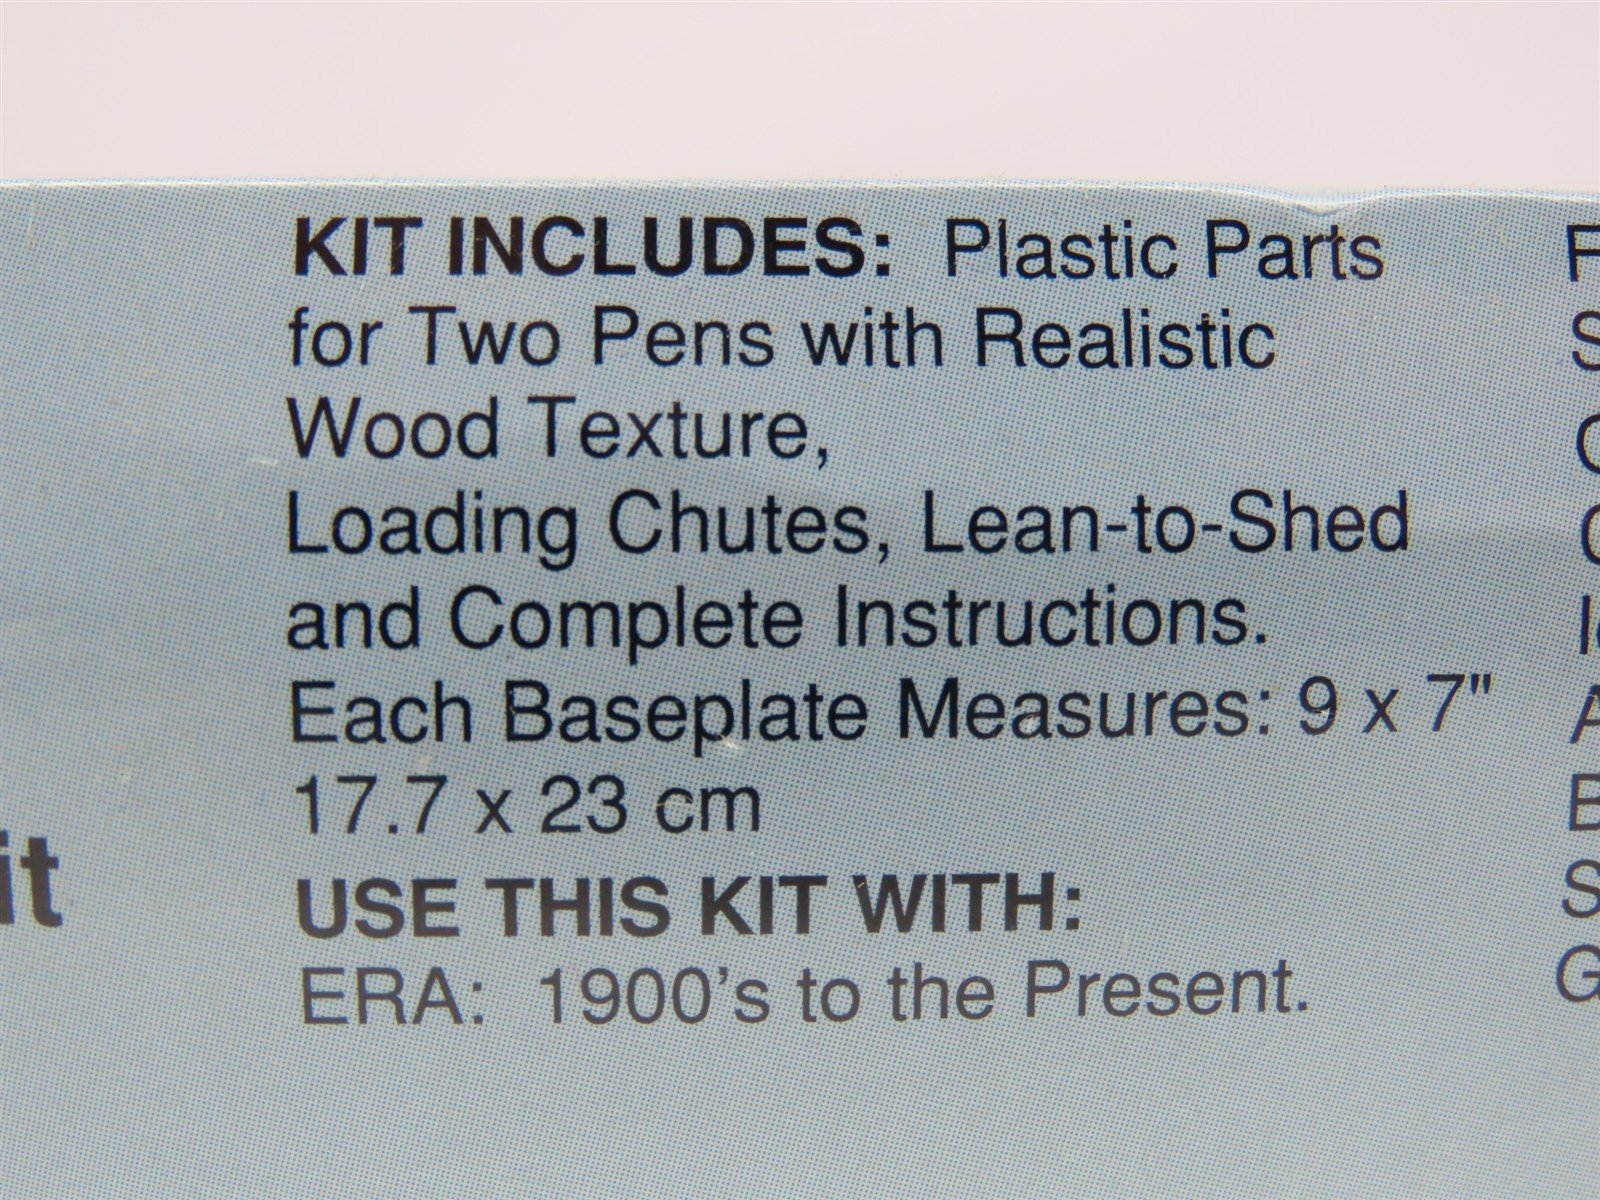 KIT INCLUDES: Plastic Parts
for Two Pens with Realistic
Wood Texture,
Loading Chutes, Lean-to-Shed
and Complete Instructions.
Each Baseplate Measures: 9 x 7"
17.7 x 23 cm
USE THIS KIT WITH:
ERA: 1900's to the Present.